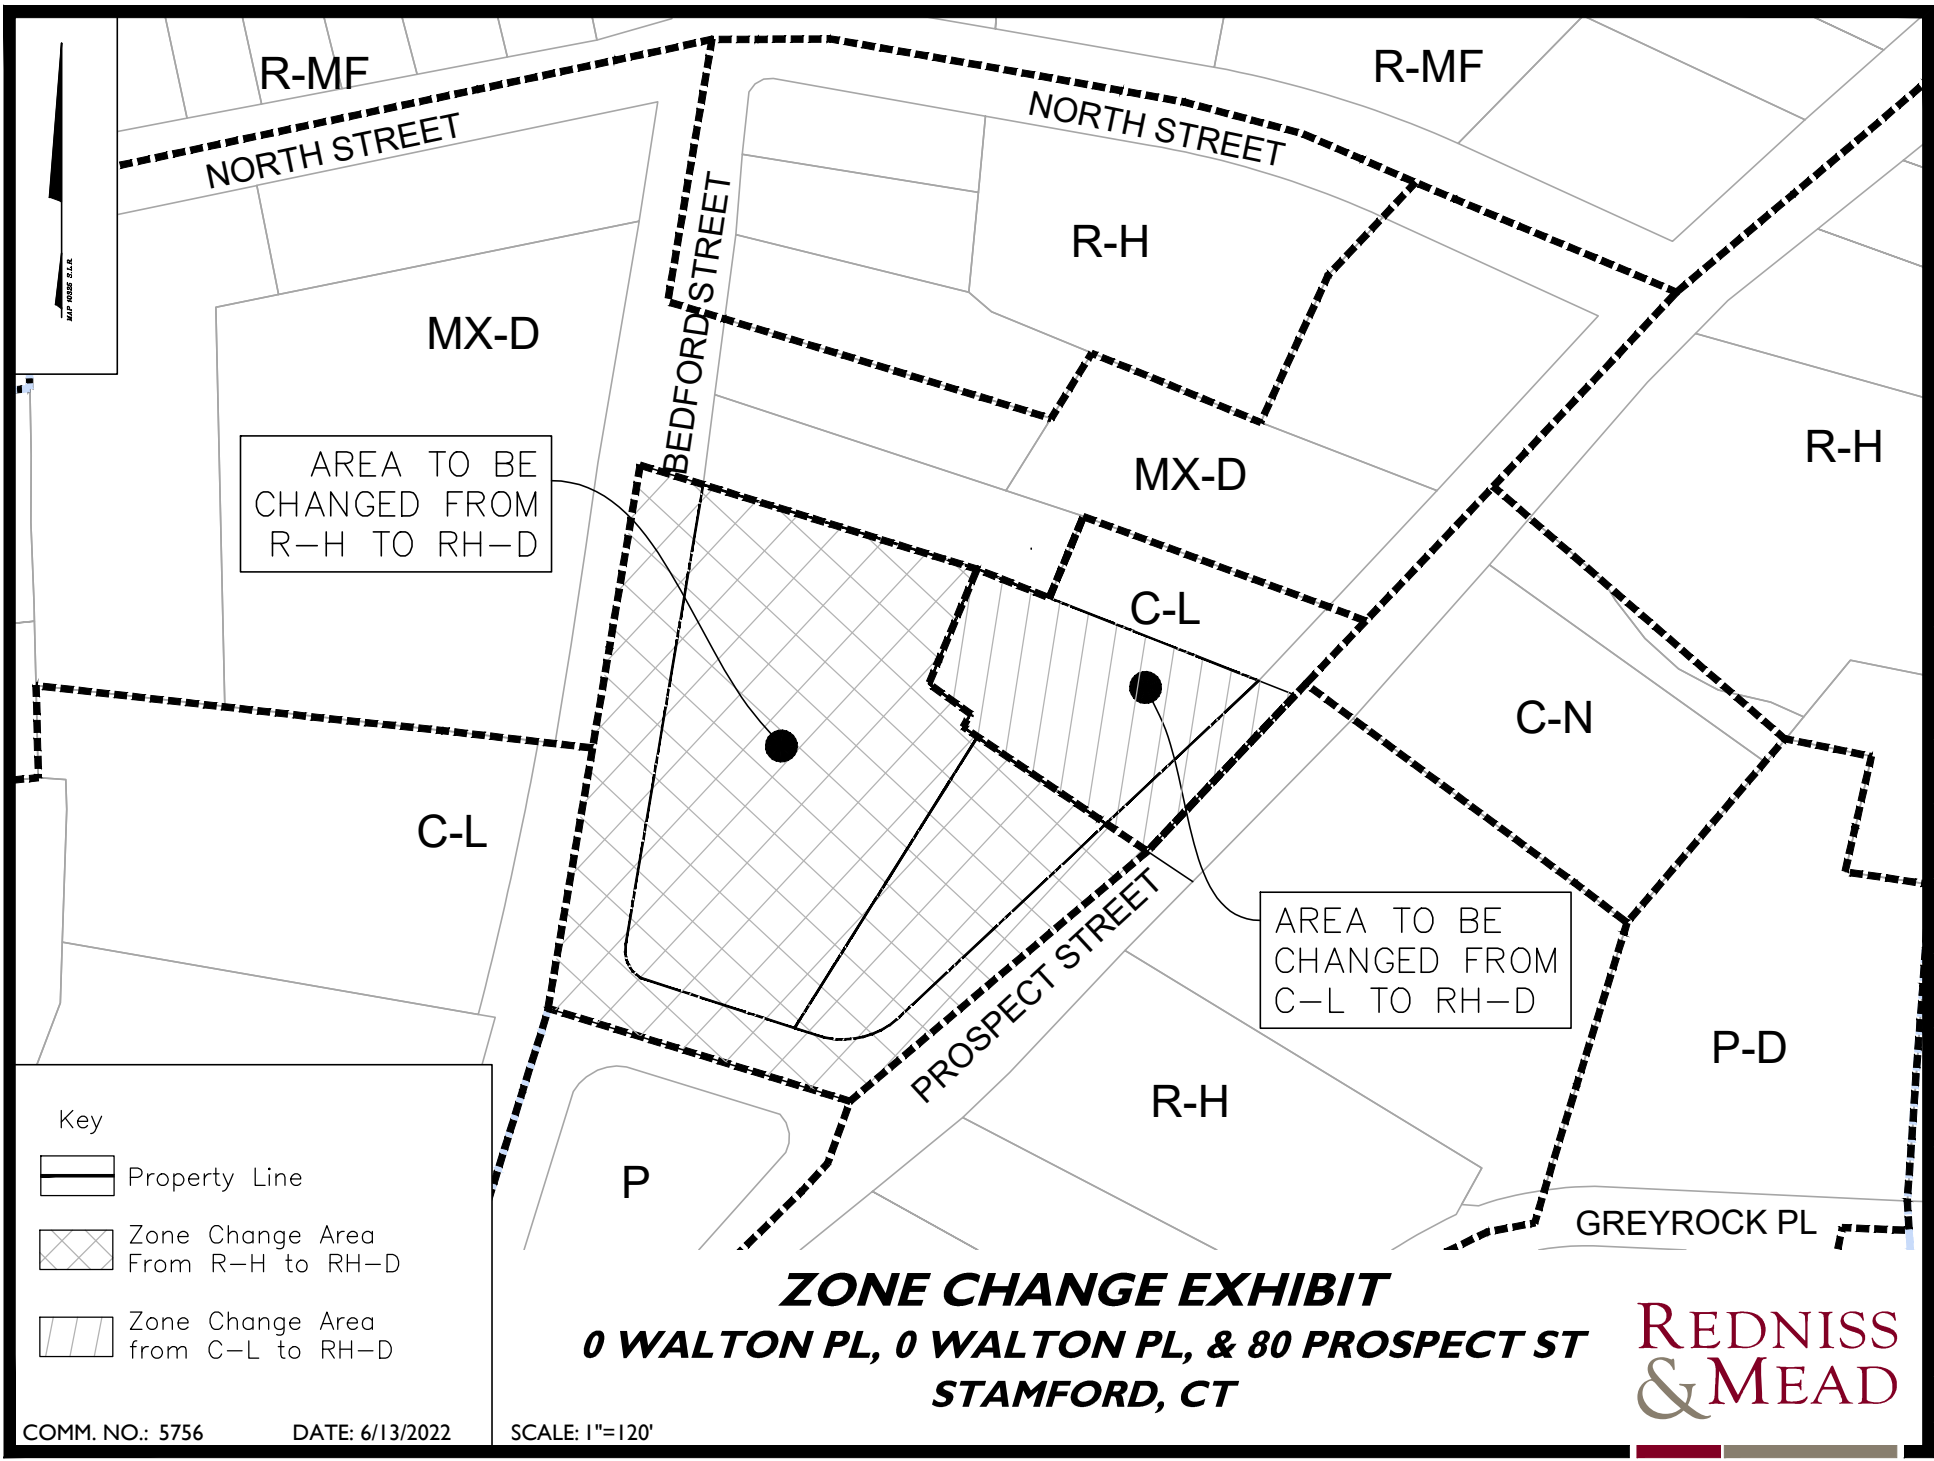 R-MF
R-MF
NORTH STREET
NORTH STREET
BEDFORD STREET
R-H
MAP 10325 S.L.R.
MX-D
AREA TO BE
CHANGED FROM
R-H TO RH-D
MX-D
R-H
C-L
C-N
C-L
AREA TO BE
CHANGED FROM
C-L TO RH-D
PROSPECT STREET
P-D
R-H
P
GREYROCK PL
Key
Property Line
Zone Change Area
From R-H to RH-D
Zone Change Area
from C-L to RH-D
COMM. NO.: 5756 DATE: 6/13/2022 SCALE: 1"=120'
ZONE CHANGE EXHIBIT
0 WALTON PL, 0 WALTON PL, & 80 PROSPECT ST
STAMFORD, CT
REDNISS
& MEAD